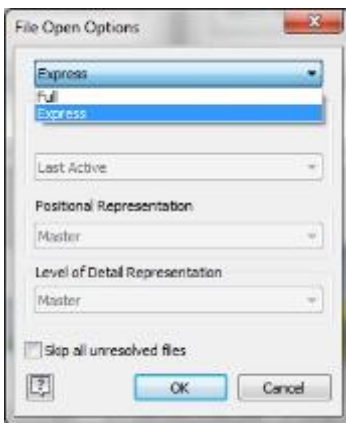 File Open Options
Express
Full
Express
Last Active
Positional Representation
Master
Level of Detail Representation
Master
Skip all unresolved files
?
OK
Cancel